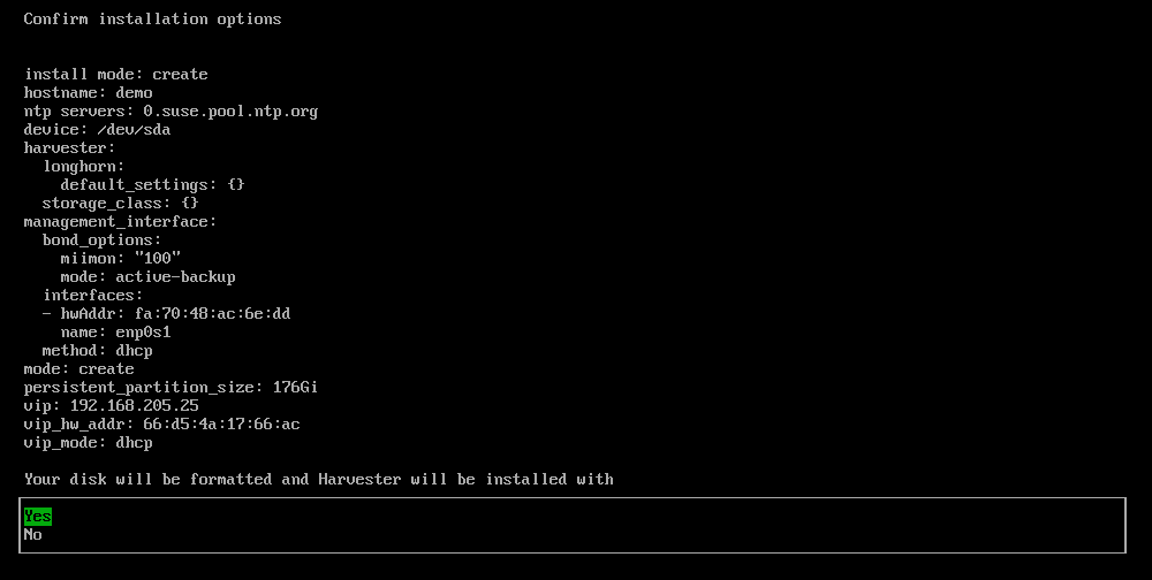 Confirm installation options
install mode: create
hostname: demo
ntp servers: 0.suse.pool.ntp.org
device: /dev/sda
harvester:
  longhorn:
    default_settings: {}
  storage_class: {}
management_interface:
  bond_options:
    miimon: "100"
    mode: active-backup
  interfaces:
  - hwAddr: fa:70:48:ac:6e:dd
    name: enp0s1
  method: dhcp
mode: create
persistent_partition_size: 176Gi
vip: 192.168.205.25
vip_hw_addr: 66:d5:4a:17:66:ac
vip_mode: dhcp
Your disk will be formatted and Harvester will be installed with
Yes
No